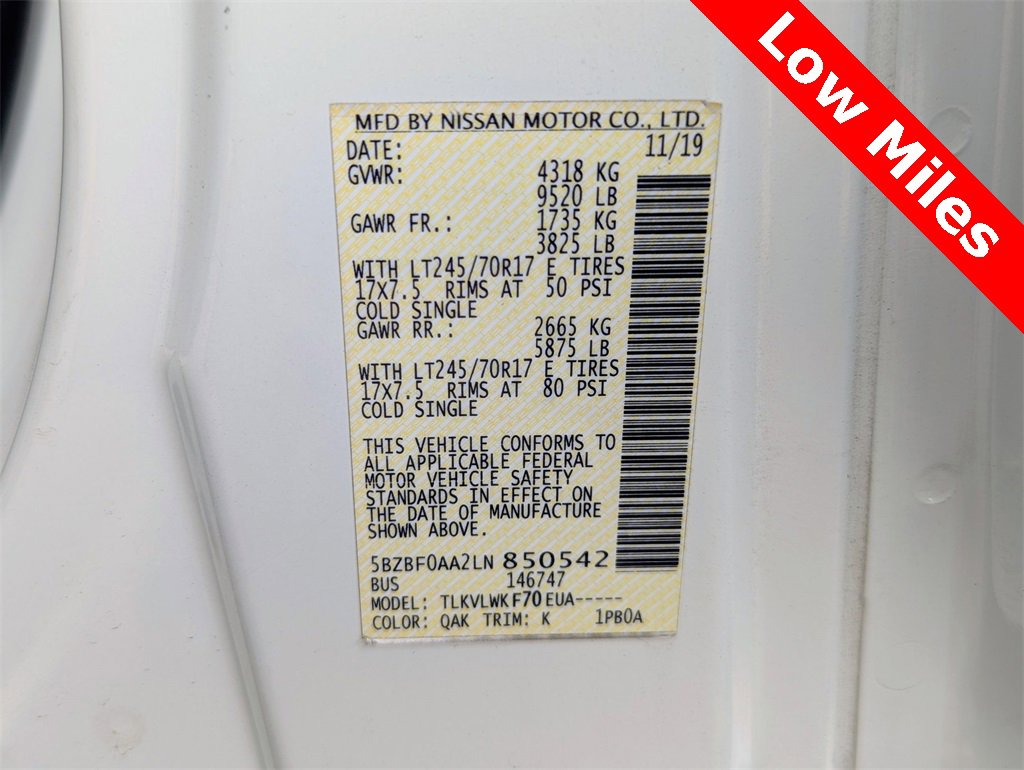 Low Miles
MFD BY NISSAN MOTOR CO., LTD.
DATE: 11/19
GVWR: 4318 KG
9520 LB
GAWR FR.: 1735 KG
3825 LB
WITH LT245/70R17 E TIRES
17X7.5 RIMS AT 50 PSI
COLD SINGLE
GAWR RR.: 2665 KG
5875 LB
WITH LT245/70R17 E TIRES
17X7.5 RIMS AT 80 PSI
COLD SINGLE
THIS VEHICLE CONFORMS TO
ALL APPLICABLE FEDERAL
MOTOR VEHICLE SAFETY
STANDARDS IN EFFECT ON
THE DATE OF MANUFACTURE
SHOWN ABOVE.
5BZBF0AA2LN 850542
BUS 146747
MODEL: TLKVLWK F70 EUA-----
COLOR: QAK TRIM: K 1PB0A